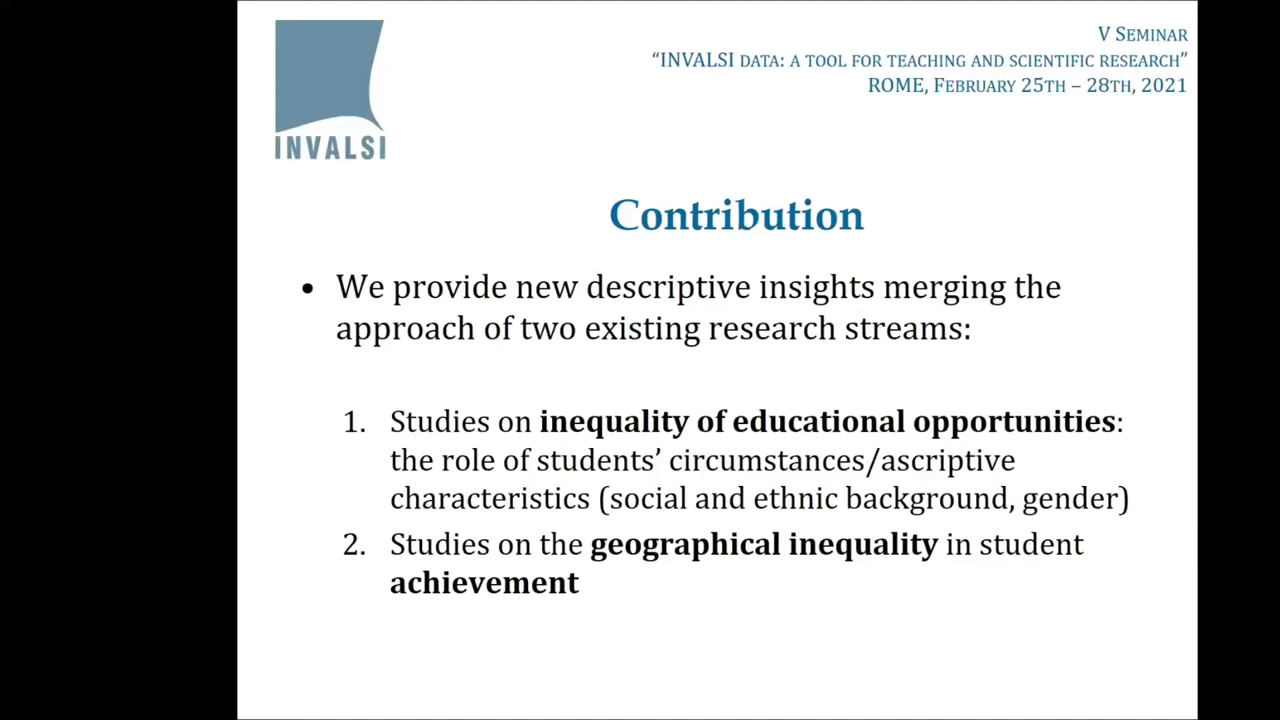 V SEMINAR
“INVALSI DATA: A TOOL FOR TEACHING AND SCIENTIFIC RESEARCH”
ROME, FEBRUARY 25TH – 28TH, 2021
INVALSI
Contribution
• We provide new descriptive insights merging the
approach of two existing research streams:
1. Studies on inequality of educational opportunities:
the role of students’ circumstances/ascriptive
characteristics (social and ethnic background, gender)
2. Studies on the geographical inequality in student
achievement